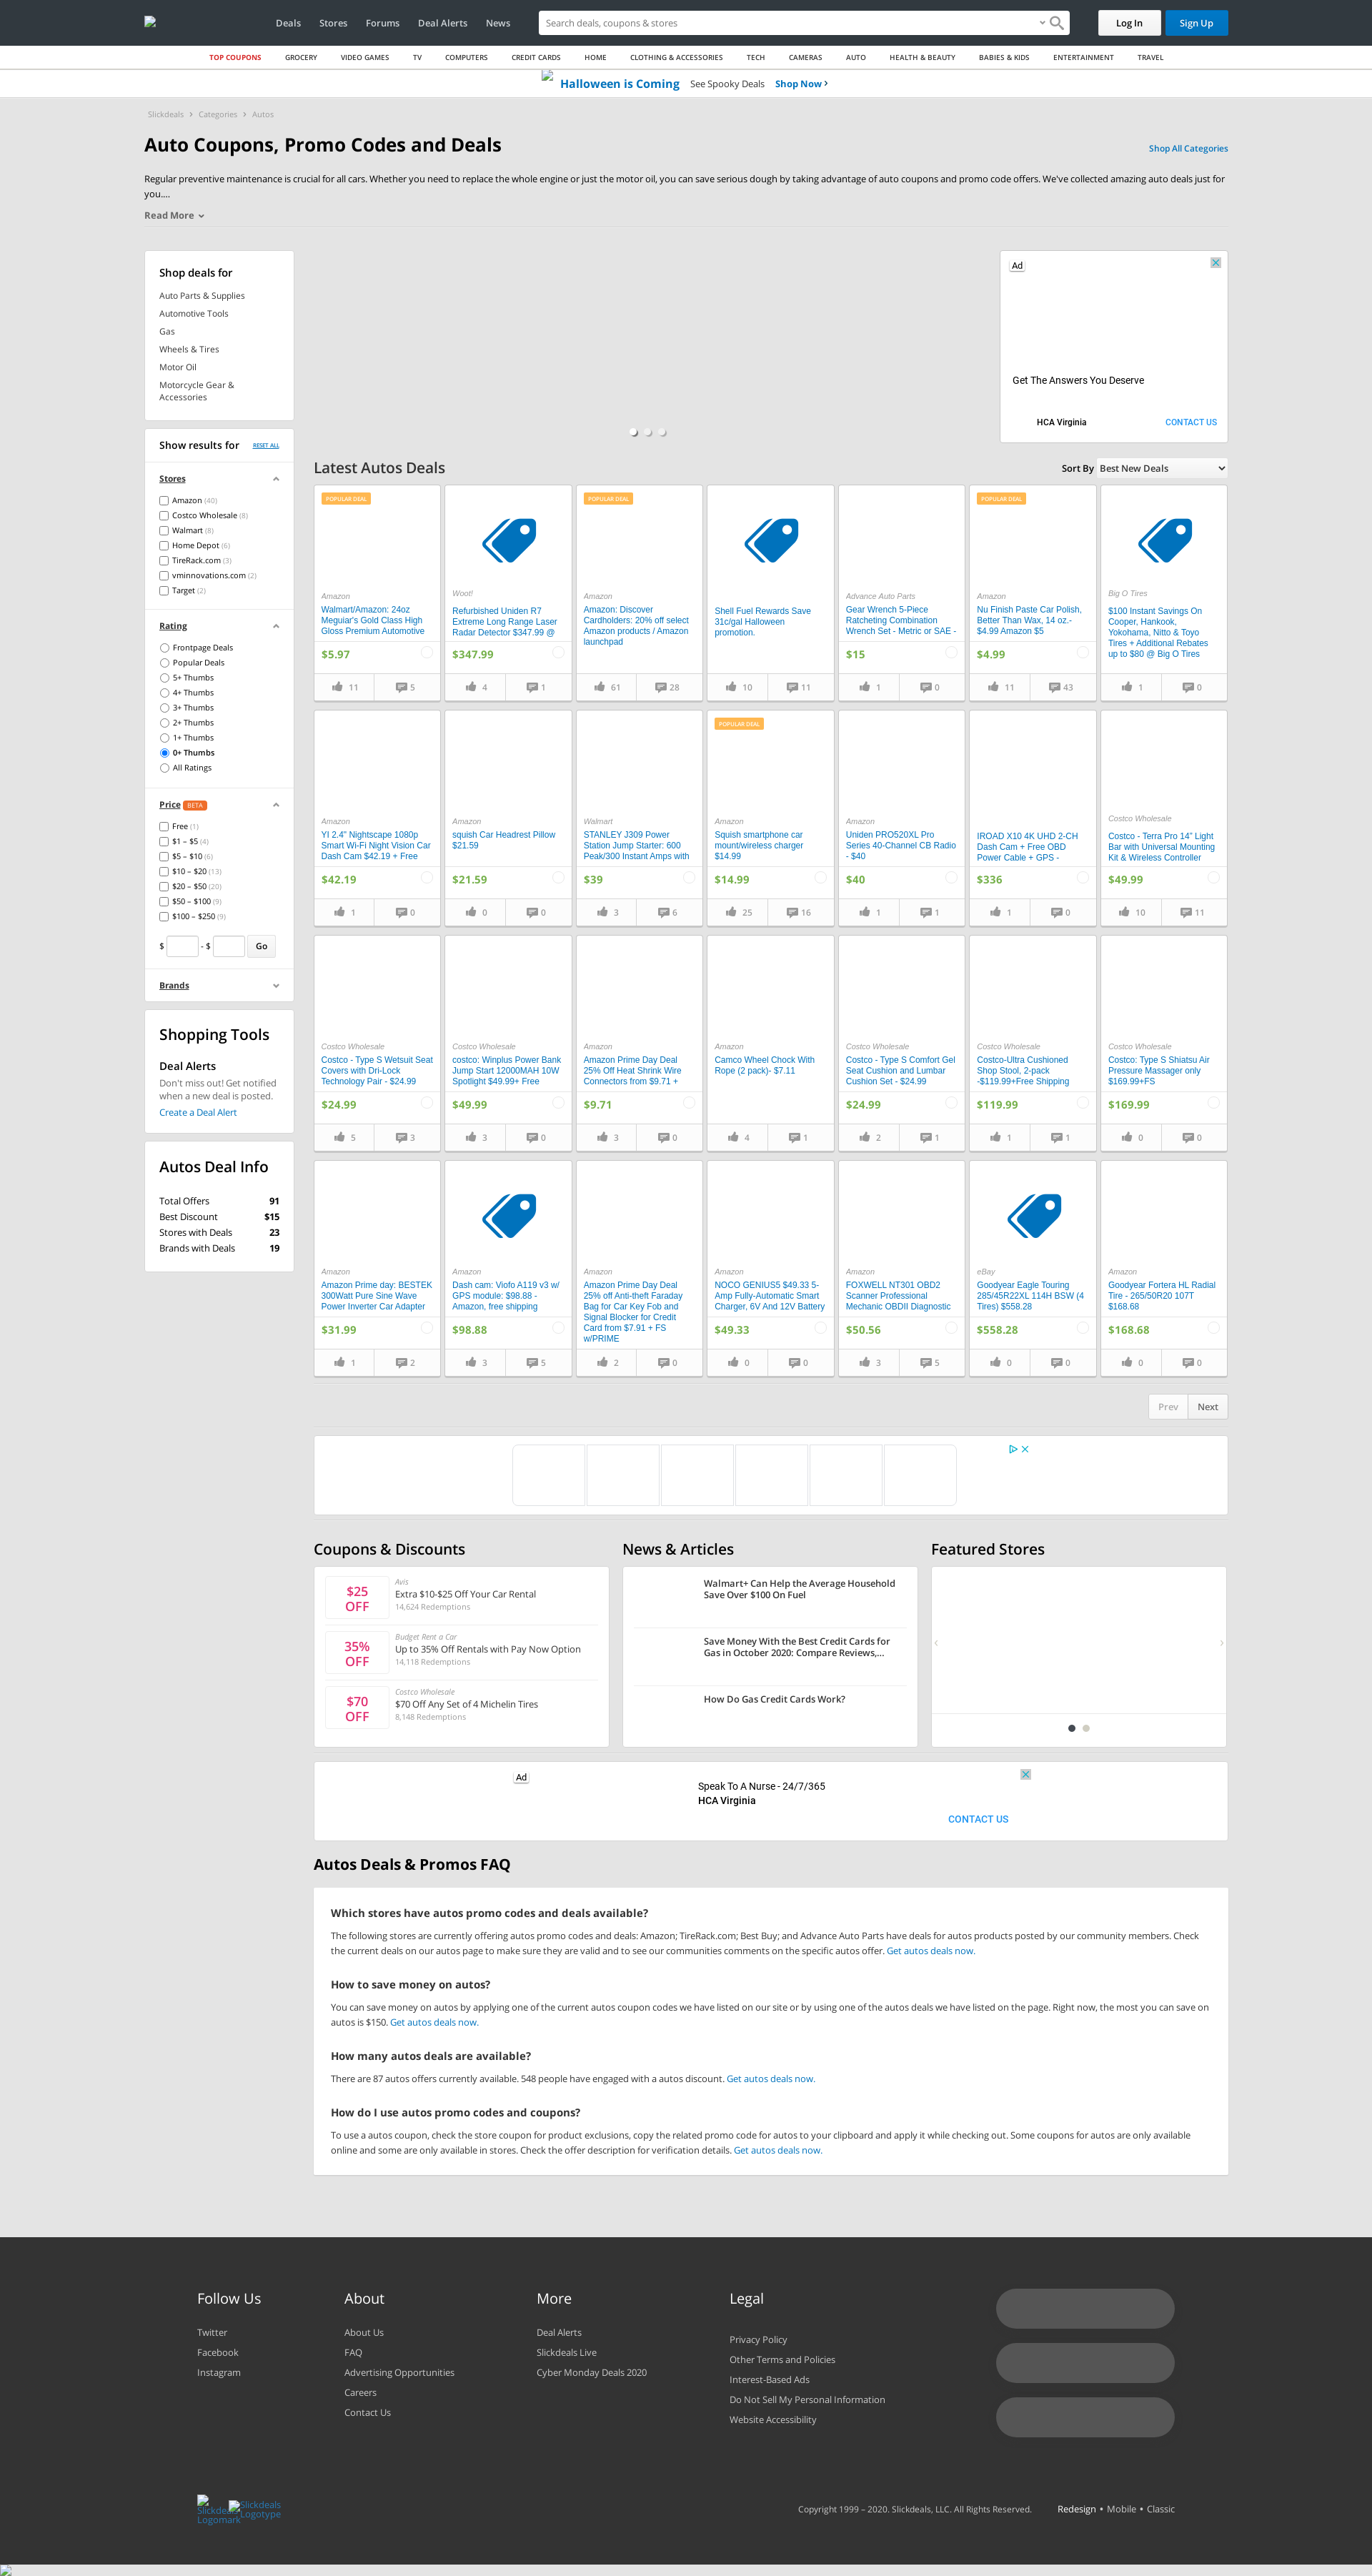 Deals Stores Forums Deal Alerts News Search deals, coupons & stores Log In Sign Up
TOP COUPONS GROCERY VIDEO GAMES TV COMPUTERS CREDIT CARDS HOME CLOTHING & ACCESSORIES TECH CAMERAS AUTO HEALTH & BEAUTY BABIES & KIDS ENTERTAINMENT TRAVEL
Halloween is Coming See Spooky Deals Shop Now
Slickdeals Categories Autos
Auto Coupons, Promo Codes and Deals
Shop All Categories
Regular preventive maintenance is crucial for all cars. Whether you need to replace the whole engine or just the motor oil, you can save serious dough by taking advantage of auto coupons and promo code offers. We've collected amazing auto deals just for
you....
Read More
Shop deals for
Auto Parts & Supplies
Automotive Tools
Gas
Wheels & Tires
Motor Oil
Motorcycle Gear &
Accessories
Show results for RESET ALL
Stores
Amazon (40)
Costco Wholesale (8)
Walmart (8)
Home Depot (6)
TireRack.com (3)
vminnovations.com (2)
Target (2)
Rating
Frontpage Deals
Popular Deals
5+ Thumbs
4+ Thumbs
3+ Thumbs
2+ Thumbs
1+ Thumbs
0+ Thumbs
All Ratings
Price BETA
Free (1)
$1 – $5 (4)
$5 – $10 (6)
$10 – $20 (13)
$20 – $50 (20)
$50 – $100 (9)
$100 – $250 (9)
$ - $ Go
Brands
Shopping Tools
Deal Alerts
Don't miss out! Get notified
when a new deal is posted.
Create a Deal Alert
Autos Deal Info
Total Offers 91
Best Discount $15
Stores with Deals 23
Brands with Deals 19
Ad
Get The Answers You Deserve
HCA Virginia CONTACT US
Latest Autos Deals
Sort By Best New Deals
POPULAR DEAL
Amazon
Walmart/Amazon: 24oz
Meguiar's Gold Class High
Gloss Premium Automotive
$5.97
11 5
Woot!
Refurbished Uniden R7
Extreme Long Range Laser
Radar Detector $347.99 @
$347.99
4 1
POPULAR DEAL
Amazon
Amazon: Discover
Cardholders: 20% off select
Amazon products / Amazon
launchpad
61 28
Shell Fuel Rewards Save
31c/gal Halloween
promotion.
10 11
Advance Auto Parts
Gear Wrench 5-Piece
Ratcheting Combination
Wrench Set - Metric or SAE -
$15
1 0
POPULAR DEAL
Amazon
Nu Finish Paste Car Polish,
Better Than Wax, 14 oz.-
$4.99 Amazon $5
$4.99
11 43
Big O Tires
$100 Instant Savings On
Cooper, Hankook,
Yokohama, Nitto & Toyo
Tires + Additional Rebates
up to $80 @ Big O Tires
1 0
Amazon
YI 2.4" Nightscape 1080p
Smart Wi-Fi Night Vision Car
Dash Cam $42.19 + Free
$42.19
1 0
Amazon
squish Car Headrest Pillow
$21.59
$21.59
0 0
Walmart
STANLEY J309 Power
Station Jump Starter: 600
Peak/300 Instant Amps with
$39
3 6
POPULAR DEAL
Amazon
Squish smartphone car
mount/wireless charger
$14.99
$14.99
25 16
Amazon
Uniden PRO520XL Pro
Series 40-Channel CB Radio
- $40
$40
1 1
IROAD X10 4K UHD 2-CH
Dash Cam + Free OBD
Power Cable + GPS -
$336
1 0
Costco Wholesale
Costco - Terra Pro 14" Light
Bar with Universal Mounting
Kit & Wireless Controller
$49.99
10 11
Costco Wholesale
Costco - Type S Wetsuit Seat
Covers with Dri-Lock
Technology Pair - $24.99
$24.99
5 3
Costco Wholesale
costco: Winplus Power Bank
Jump Start 12000MAH 10W
Spotlight $49.99+ Free
$49.99
3 0
Amazon
Amazon Prime Day Deal
25% Off Heat Shrink Wire
Connectors from $9.71 +
$9.71
3 0
Amazon
Camco Wheel Chock With
Rope (2 pack)- $7.11
4 1
Costco Wholesale
Costco - Type S Comfort Gel
Seat Cushion and Lumbar
Cushion Set - $24.99
$24.99
2 1
Costco Wholesale
Costco-Ultra Cushioned
Shop Stool, 2-pack
-$119.99+Free Shipping
$119.99
1 1
Costco Wholesale
Costco: Type S Shiatsu Air
Pressure Massager only
$169.99+FS
$169.99
0 0
Amazon
Amazon Prime day: BESTEK
300Watt Pure Sine Wave
Power Inverter Car Adapter
$31.99
1 2
Amazon
Dash cam: Viofo A119 v3 w/
GPS module: $98.88 -
Amazon, free shipping
$98.88
3 5
Amazon
Amazon Prime Day Deal
25% off Anti-theft Faraday
Bag for Car Key Fob and
Signal Blocker for Credit
Card from $7.91 + FS
w/PRIME
2 0
Amazon
NOCO GENIUS5 $49.33 5-
Amp Fully-Automatic Smart
Charger, 6V And 12V Battery
$49.33
0 0
Amazon
FOXWELL NT301 OBD2
Scanner Professional
Mechanic OBDII Diagnostic
$50.56
3 5
eBay
Goodyear Eagle Touring
285/45R22XL 114H BSW (4
Tires) $558.28
$558.28
0 0
Amazon
Goodyear Fortera HL Radial
Tire - 265/50R20 107T
$168.68
$168.68
0 0
Prev Next
Coupons & Discounts
$25
OFF
Avis
Extra $10-$25 Off Your Car Rental
14,624 Redemptions
35%
OFF
Budget Rent a Car
Up to 35% Off Rentals with Pay Now Option
14,118 Redemptions
$70
OFF
Costco Wholesale
$70 Off Any Set of 4 Michelin Tires
8,148 Redemptions
News & Articles
Walmart+ Can Help the Average Household
Save Over $100 On Fuel
Save Money With the Best Credit Cards for
Gas in October 2020: Compare Reviews,...
How Do Gas Credit Cards Work?
Featured Stores
Ad
Speak To A Nurse - 24/7/365
HCA Virginia
CONTACT US
Autos Deals & Promos FAQ
Which stores have autos promo codes and deals available?
The following stores are currently offering autos promo codes and deals: Amazon; TireRack.com; Best Buy; and Advance Auto Parts have deals for autos products posted by our community members. Check
the current deals on our autos page to make sure they are valid and to see our communities comments on the specific autos offer. Get autos deals now.
How to save money on autos?
You can save money on autos by applying one of the current autos coupon codes we have listed on our site or by using one of the autos deals we have listed on the page. Right now, the most you can save on
autos is $150. Get autos deals now.
How many autos deals are available?
There are 87 autos offers currently available. 548 people have engaged with a autos discount. Get autos deals now.
How do I use autos promo codes and coupons?
To use a autos coupon, check the store coupon for product exclusions, copy the related promo code for autos to your clipboard and apply it while checking out. Some coupons for autos are only available
online and some are only available in stores. Check the offer description for verification details. Get autos deals now.
Follow Us
Twitter
Facebook
Instagram
About
About Us
FAQ
Advertising Opportunities
Careers
Contact Us
More
Deal Alerts
Slickdeals Live
Cyber Monday Deals 2020
Legal
Privacy Policy
Other Terms and Policies
Interest-Based Ads
Do Not Sell My Personal Information
Website Accessibility
Slickdeals
Logomark
Slickdeals
Logotype
Copyright 1999 – 2020. Slickdeals, LLC. All Rights Reserved. Redesign • Mobile • Classic